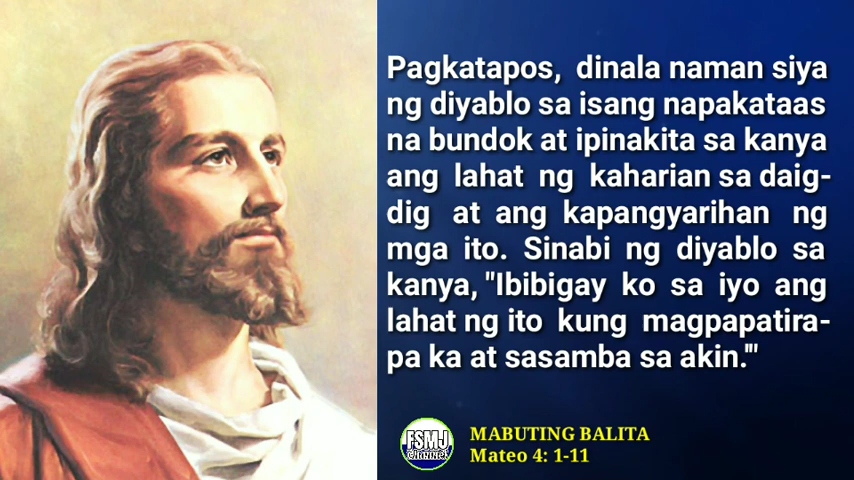 Pagkatapos, dinala naman siya
ng diyablo sa isang napakataas
na bundok at ipinakita sa kanya
ang lahat ng kaharian sa daig-
dig at ang kapangyarihan ng
mga ito. Sinabi ng diyablo sa
kanya, "Ibibigay ko sa iyo ang
lahat ng ito kung magpapatira-
pa ka at sasamba sa akin.'"
FSMJ
Channel
MABUTING BALITA
Mateo 4: 1-11